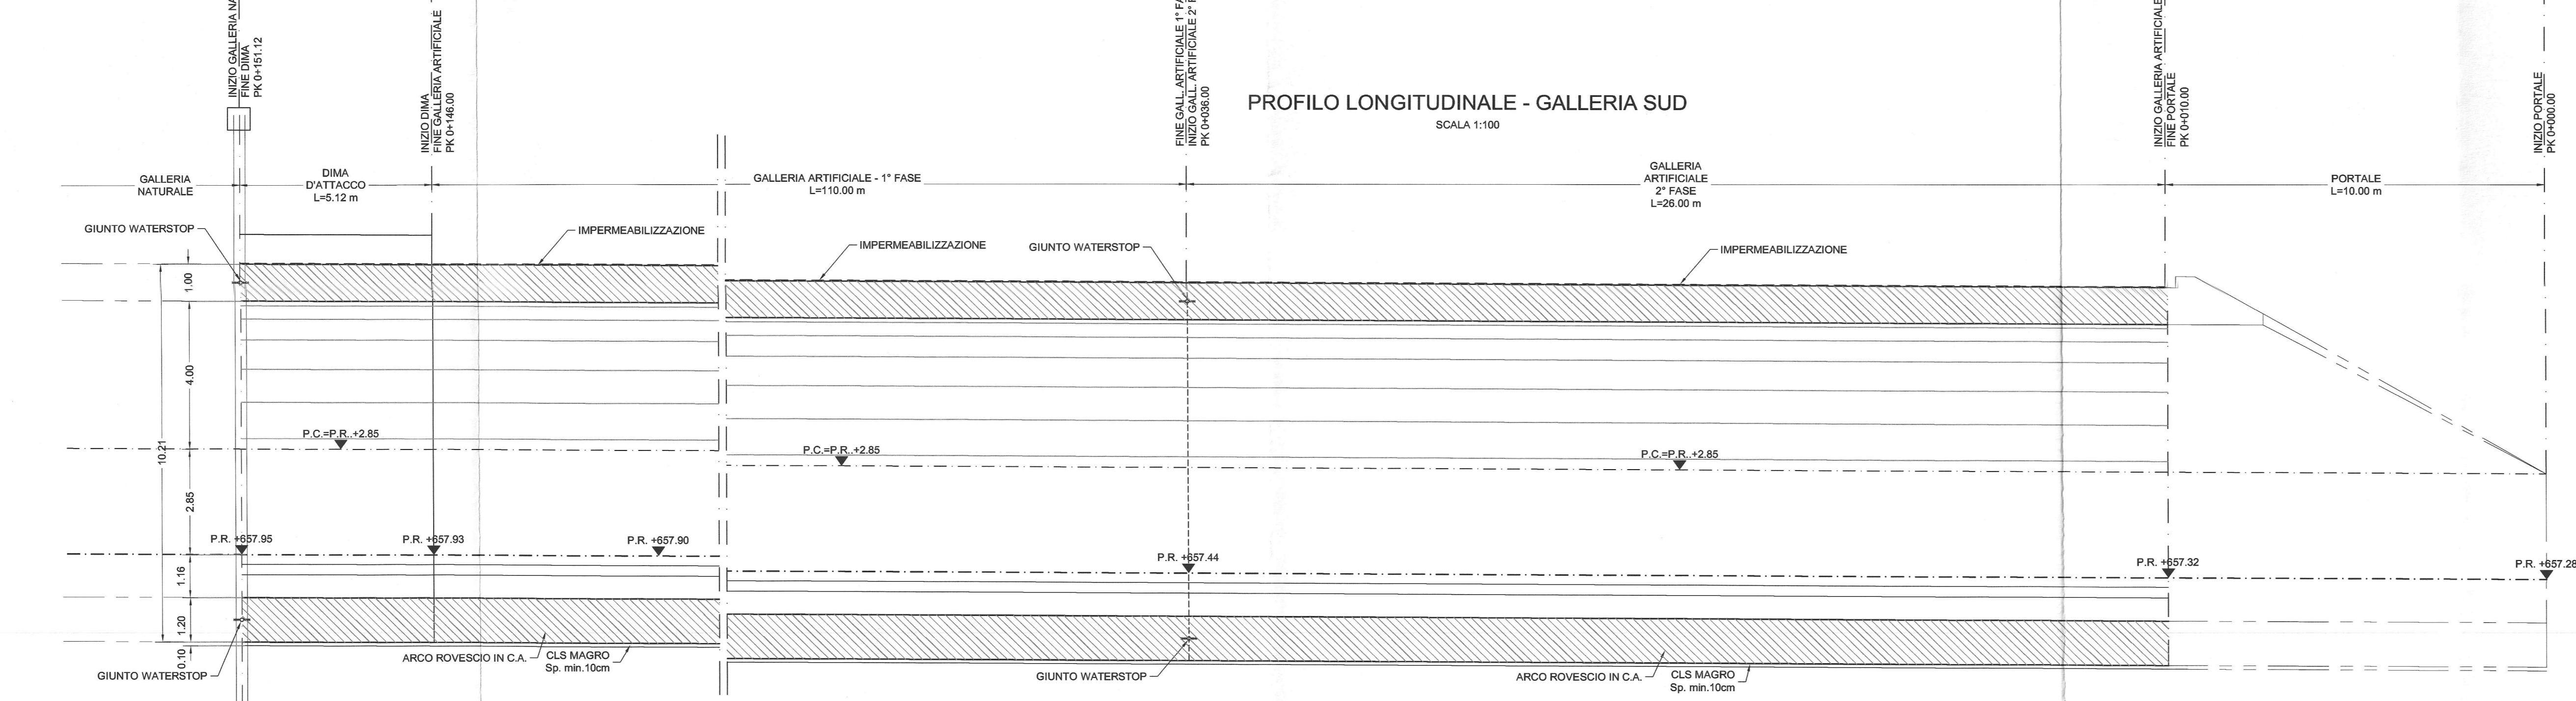 INIZIO GALLERIA
FINE DIMA
PK 0+151.12
INIZIO DIMA
FINE GALLERIA ARTIFICIALE
PK 0+146.00
FINE GALL. ARTIFICIALE 1°
INIZIO GALL. ARTIFICIALE 2°
PK 0+036.00
INIZIO GALLERIA ARTIFICIALE
FINE PORTALE
PK 0+010.00
INIZIO PORTALE
PK 0+000.00
PROFILO LONGITUDINALE - GALLERIA SUD
SCALA 1:100
GALLERIA
NATURALE
DIMA
D'ATTACCO
L=5.12 m
GALLERIA ARTIFICIALE - 1° FASE
L=110.00 m
GALLERIA
ARTIFICIALE
2° FASE
L=26.00 m
PORTALE
L=10.00 m
GIUNTO WATERSTOP
IMPERMEABILIZZAZIONE
IMPERMEABILIZZAZIONE
GIUNTO WATERSTOP
IMPERMEABILIZZAZIONE
1.00
4.00
10.21
2.85
1.16
1.20
0.10
P.C.=P.R..+2.85
P.C.=P.R..+2.85
P.C.=P.R..+2.85
P.R. +657.95
P.R. +657.93
P.R. +657.90
P.R. +657.44
P.R. +657.32
P.R. +657.28
GIUNTO WATERSTOP
ARCO ROVESCIO IN C.A.
CLS MAGRO
Sp. min.10cm
GIUNTO WATERSTOP
ARCO ROVESCIO IN C.A.
CLS MAGRO
Sp. min.10cm